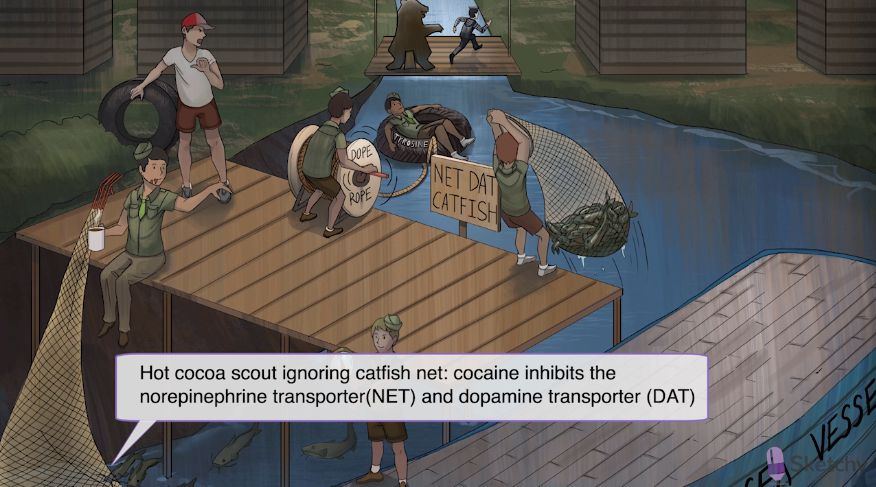 TYROSINE
DOPE
ROPE
NET DAT
CATFISH
Hot cocoa scout ignoring catfish net: cocaine inhibits the
norepinephrine transporter(NET) and dopamine transporter (DAT)
VESSE
Sketchy